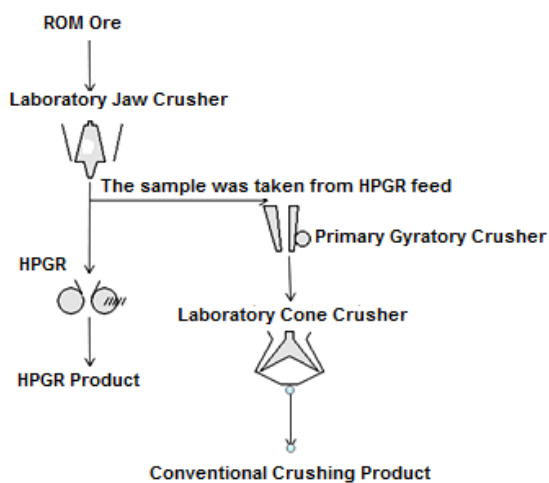 ROM Ore
Laboratory Jaw Crusher
The sample was taken from HPGR feed
Primary Gyratory Crusher
HPGR
Laboratory Cone Crusher
HPGR Product
Conventional Crushing Product